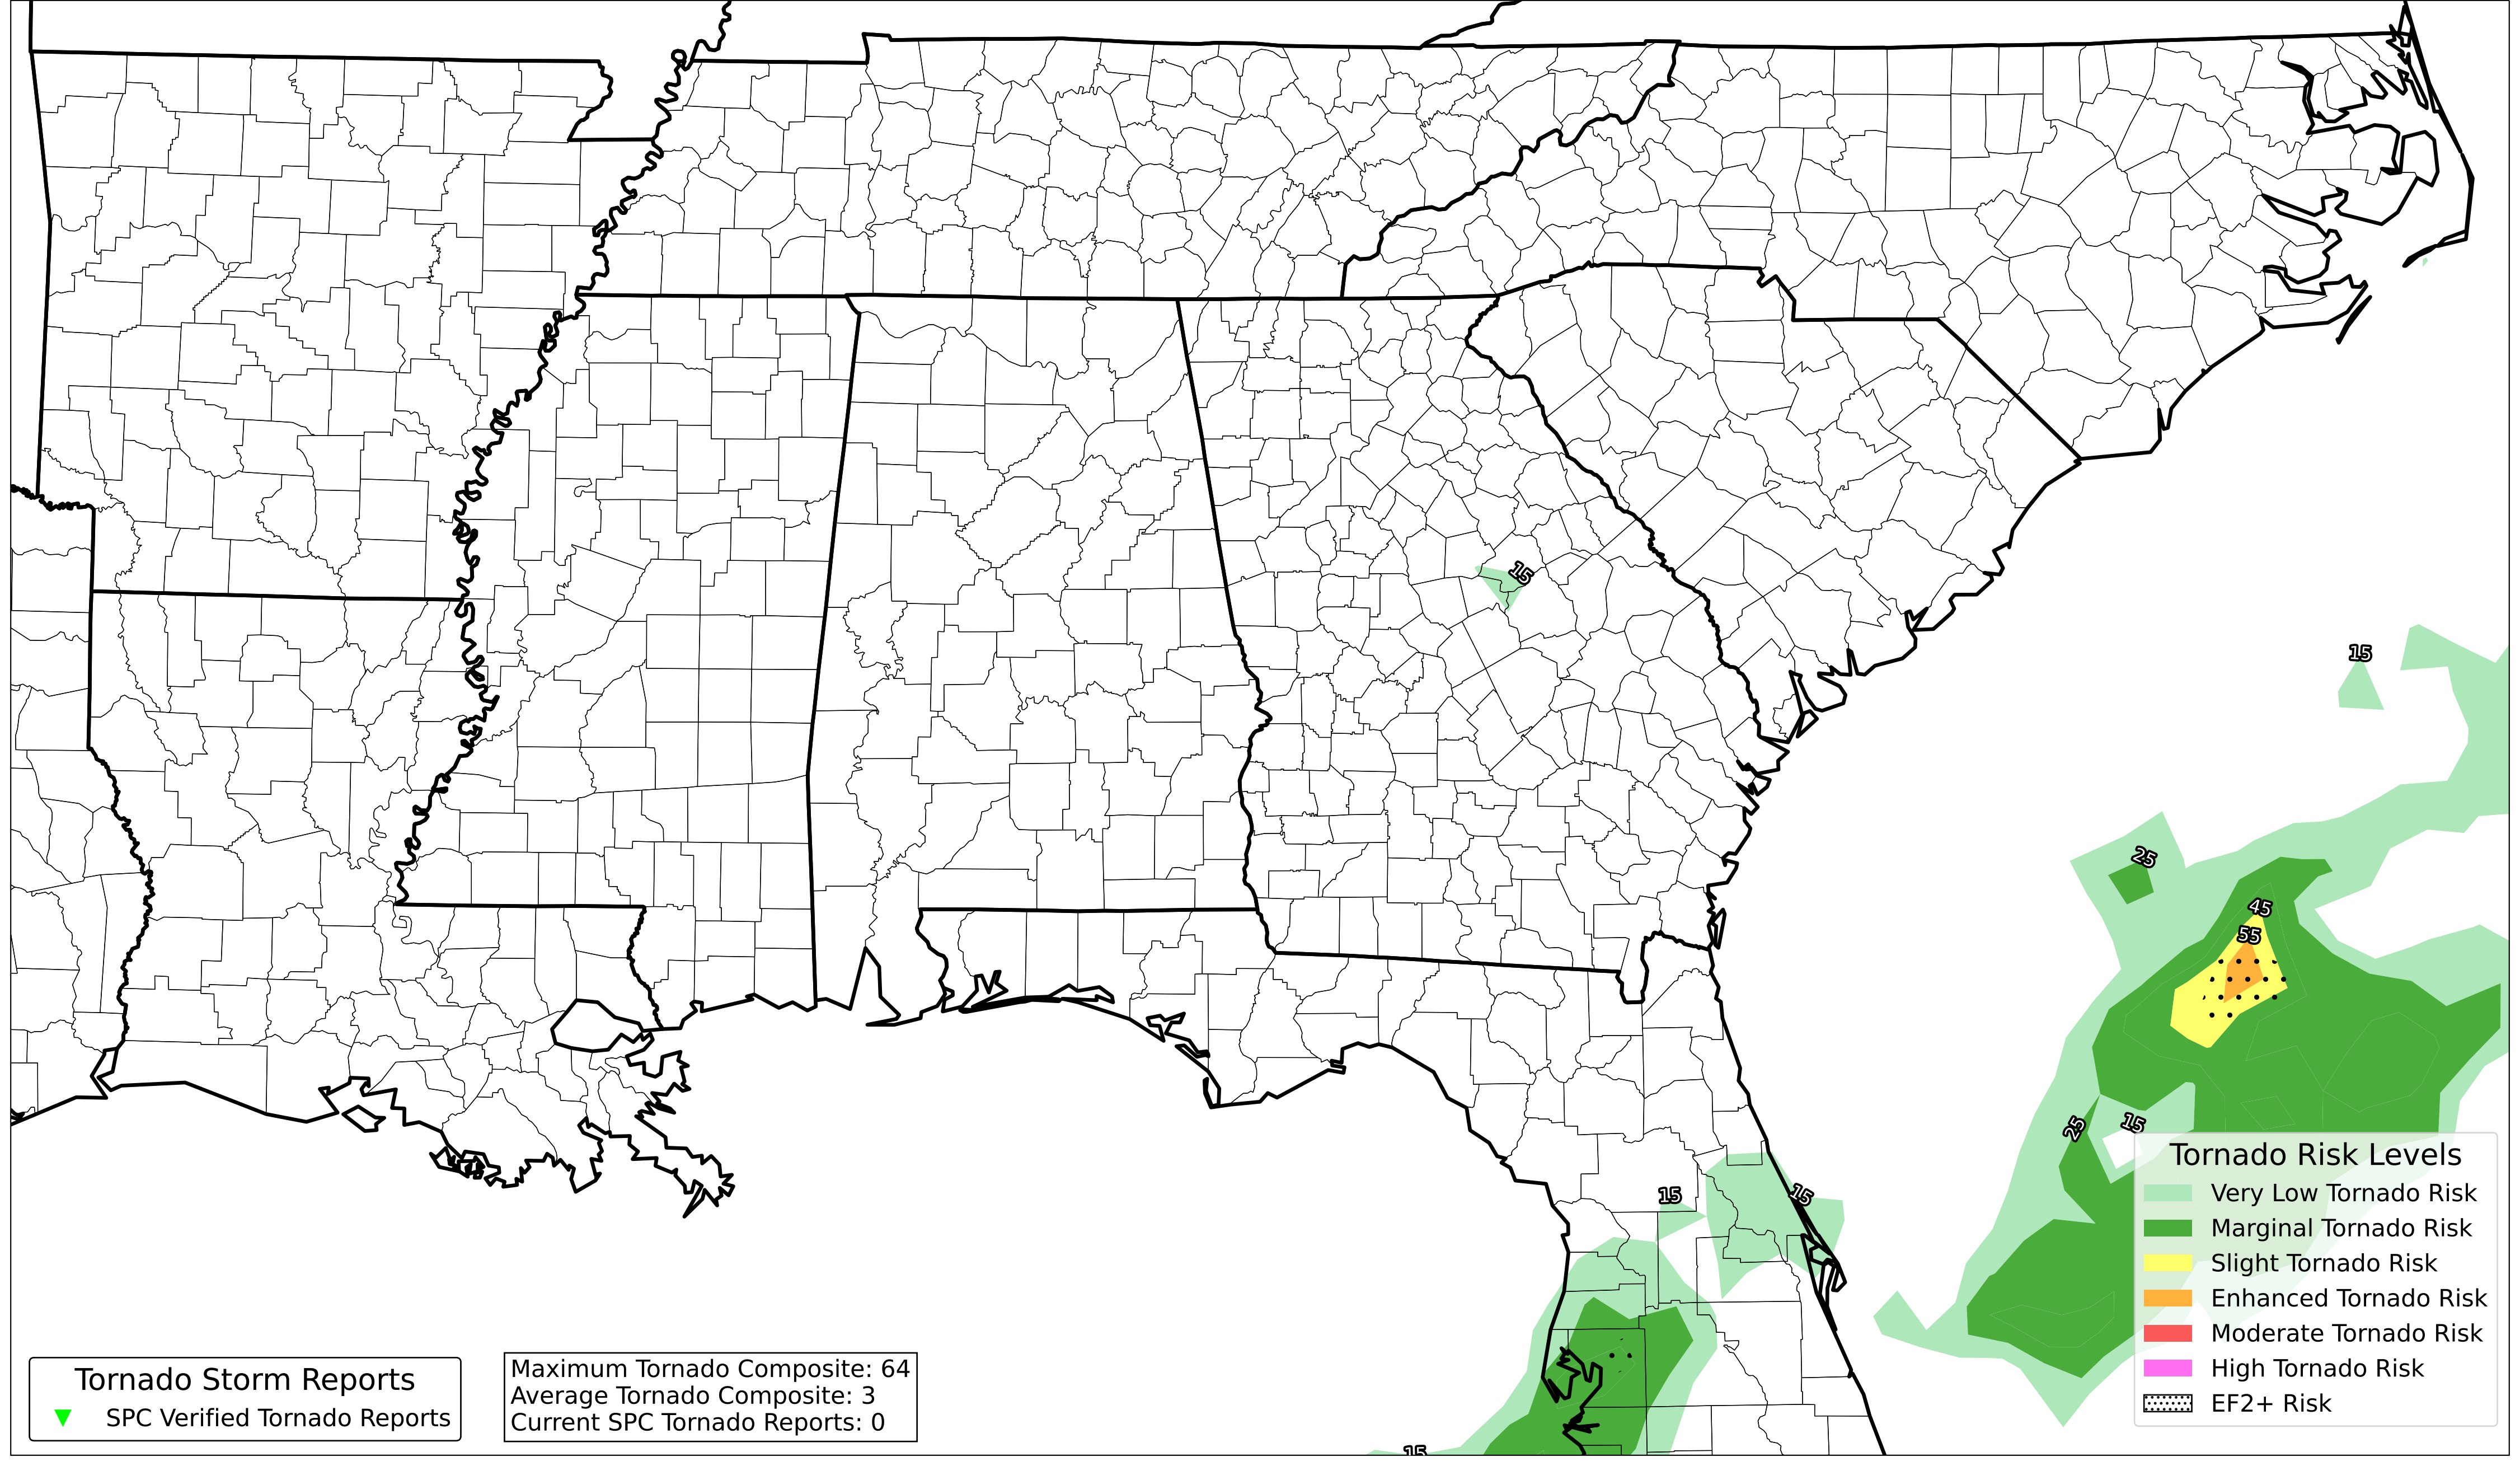 15
15
25
45
55
25
15
15
15
15
Tornado Risk Levels
Very Low Tornado Risk
Marginal Tornado Risk
Slight Tornado Risk
Enhanced Tornado Risk
Moderate Tornado Risk
High Tornado Risk
EF2+ Risk
Tornado Storm Reports
SPC Verified Tornado Reports
Maximum Tornado Composite: 64
Average Tornado Composite: 3
Current SPC Tornado Reports: 0